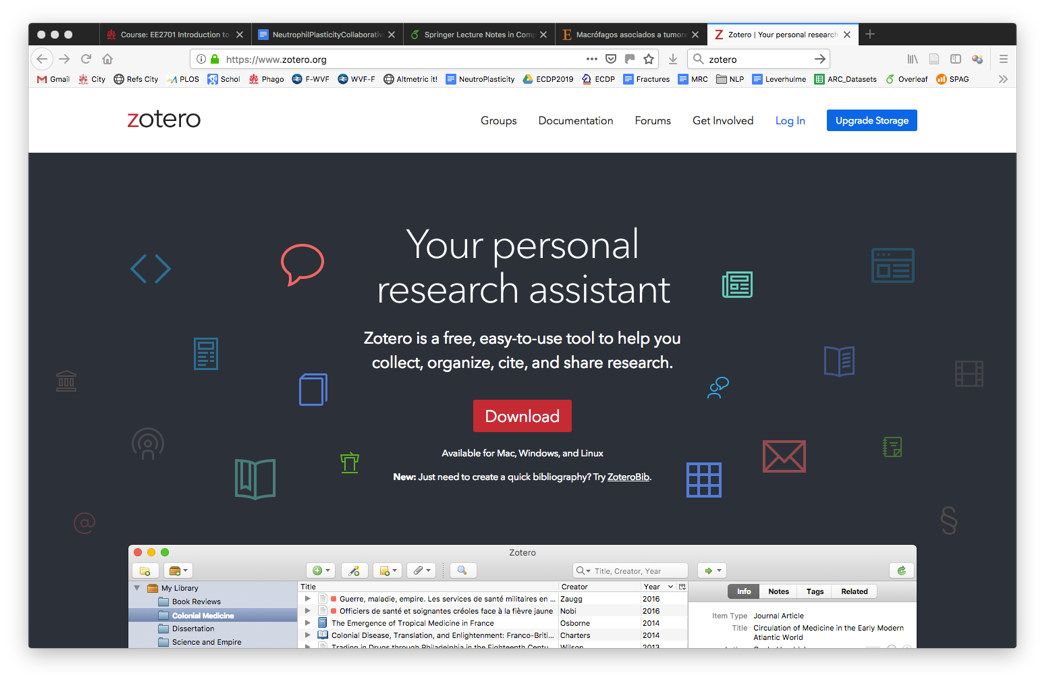 Course: EE2701 Introduction to
NeutrophilPlasticityCollaborative
Springer Lecture Notes in Com
Macrófagos asociados a tumor
Zotero | Your personal research
https://www.zotero.org
zotero
Gmail
City
Refs City
PLOS
Schol
Phago
F-WVF
WVF-F
Altmetric it!
NeutroPlasticity
ECDP2019
ECDP
Fractures
MRC
NLP
Leverhulme
ARC_Datasets
Overleaf
SPAG
zotero
Groups
Documentation
Forums
Get Involved
Log In
Upgrade Storage
Your personal
research assistant
Zotero is a free, easy-to-use tool to help you
collect, organize, cite, and share research.
Download
Available for Mac, Windows, and Linux
New: Just need to create a quick bibliography? Try ZoteroBib.
@
§
Zotero
Title, Creator, Year
My Library
Book Reviews
Colonial Medicine
Dissertation
Science and Empire
Title Creator Year
Guerre, maladie, empire. Les services de santé militaires en ... Zaugg 2016
Officiers de santé et soignantes créoles face à la fièvre jaune Nobi 2016
The Emergence of Tropical Medicine in France Osborne 2014
Colonial Disease, Translation, and Enlightenment: Franco-Briti... Charters 2014
Trading in Drugs through Philadelphia in the Eighteenth Centu... Wilson 2013
Info
Notes
Tags
Related
Item Type Journal Article
Title Circulation of Medicine in the Early Modern
Atlantic World